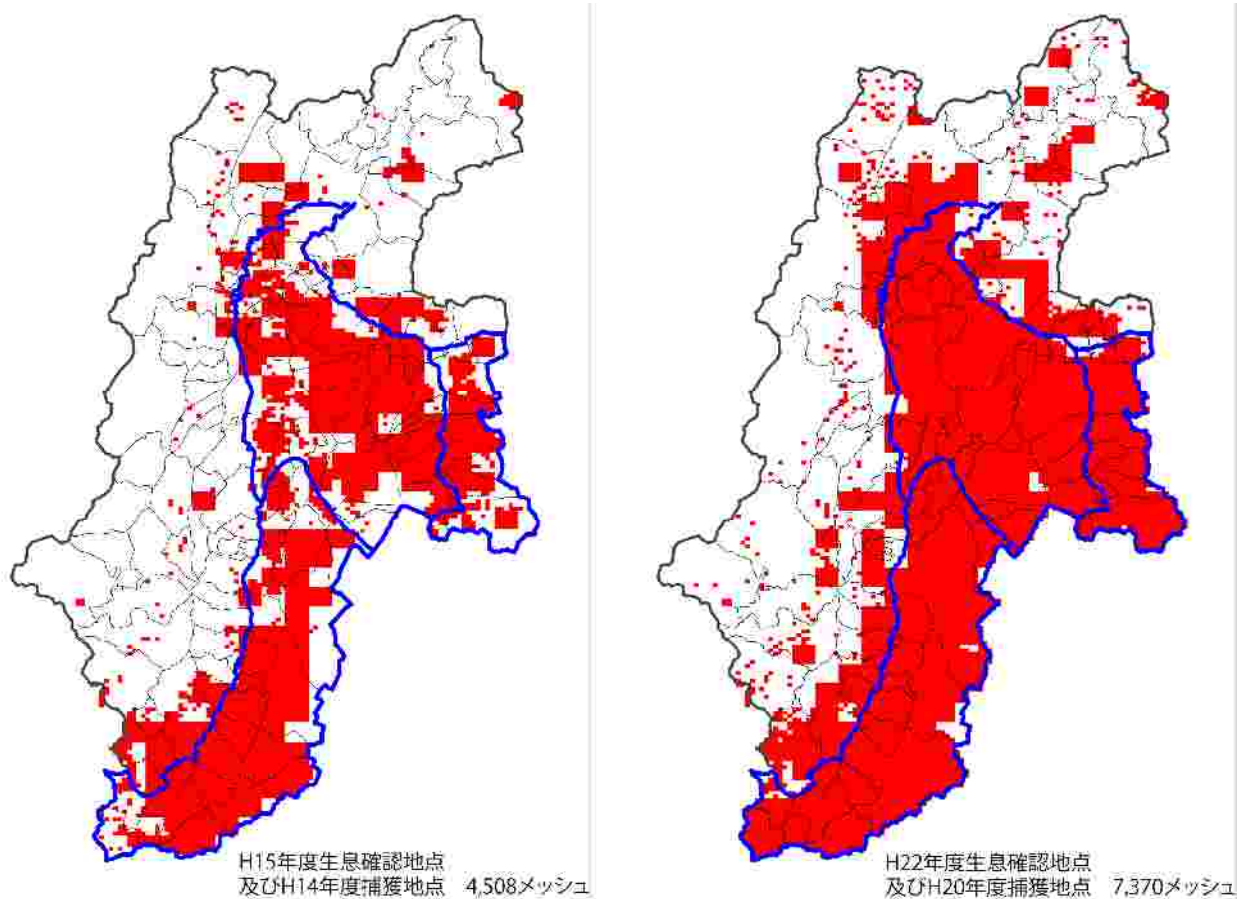 H15年度生息確認地点
及びH14年度捕獲地点 4,508メッシュ
H22年度生息確認地点
及びH20年度捕獲地点 7,370メッシュ